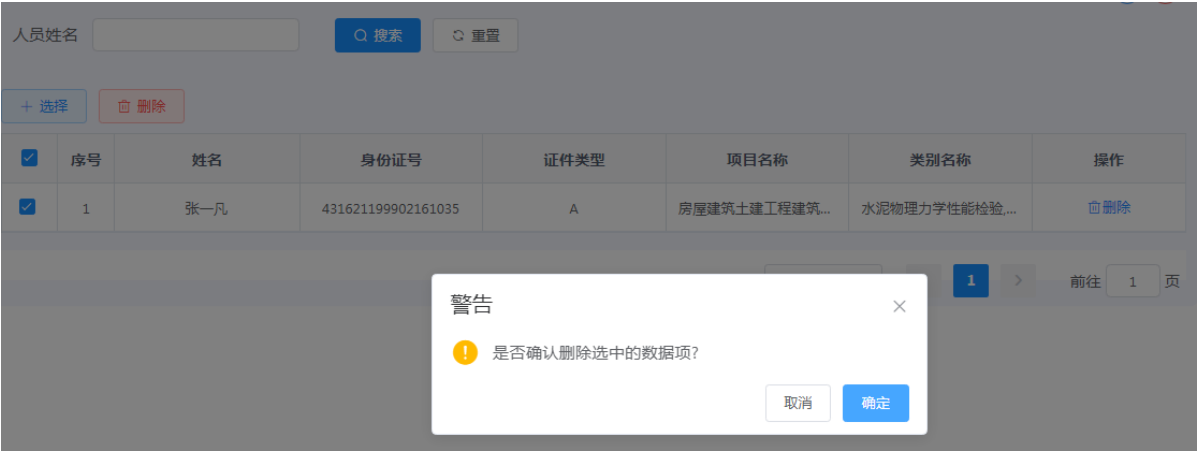 人员姓名 搜索 重置
选择 删除
序号 姓名 身份证号 证件类型 项目名称 类别名称 操作
1 张一凡 431621199902161035 A 房屋建筑土建工程建筑... 水泥物理力学性能检验,... 删除
1 前往 1 页
警告
是否确认删除选中的数据项?
取消 确定